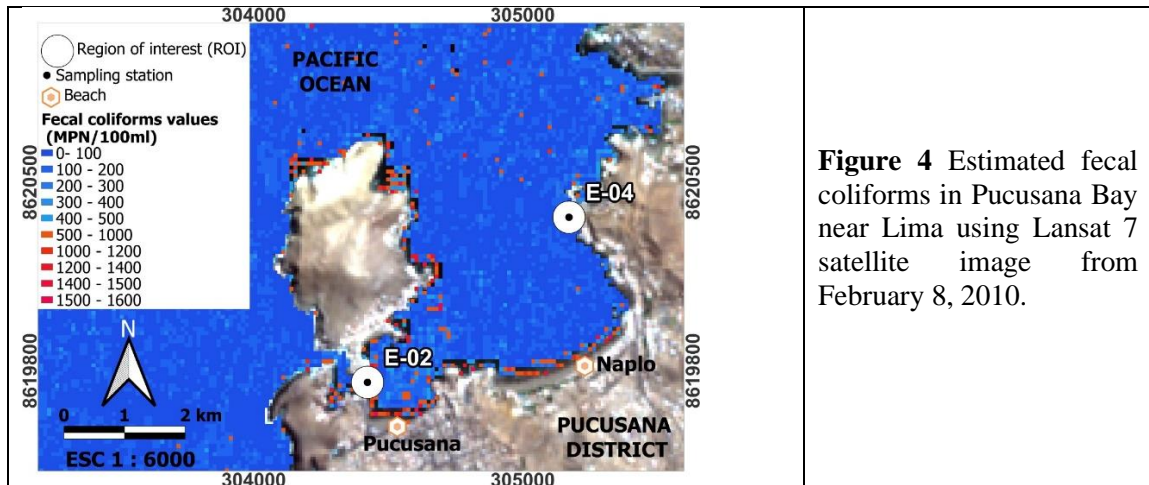 304000
305000
Region of interest (ROI)
Sampling station
Beach
Fecal coliforms values
(MPN/100ml)
0- 100
100 - 200
200 - 300
300 - 400
400 - 500
500 - 1000
1000 - 1200
1200 - 1400
1400 - 1500
1500 - 1600
PACIFIC
OCEAN
8620500
8620500
E-04
N
E-02
Naplo
8619800
8619800
0 1 2 km
ESC 1 : 6000
Pucusana
PUCUSANA
DISTRICT
304000
305000
Figure 4 Estimated fecal
coliforms in Pucusana Bay
near Lima using Lansat 7
satellite image from
February 8, 2010.